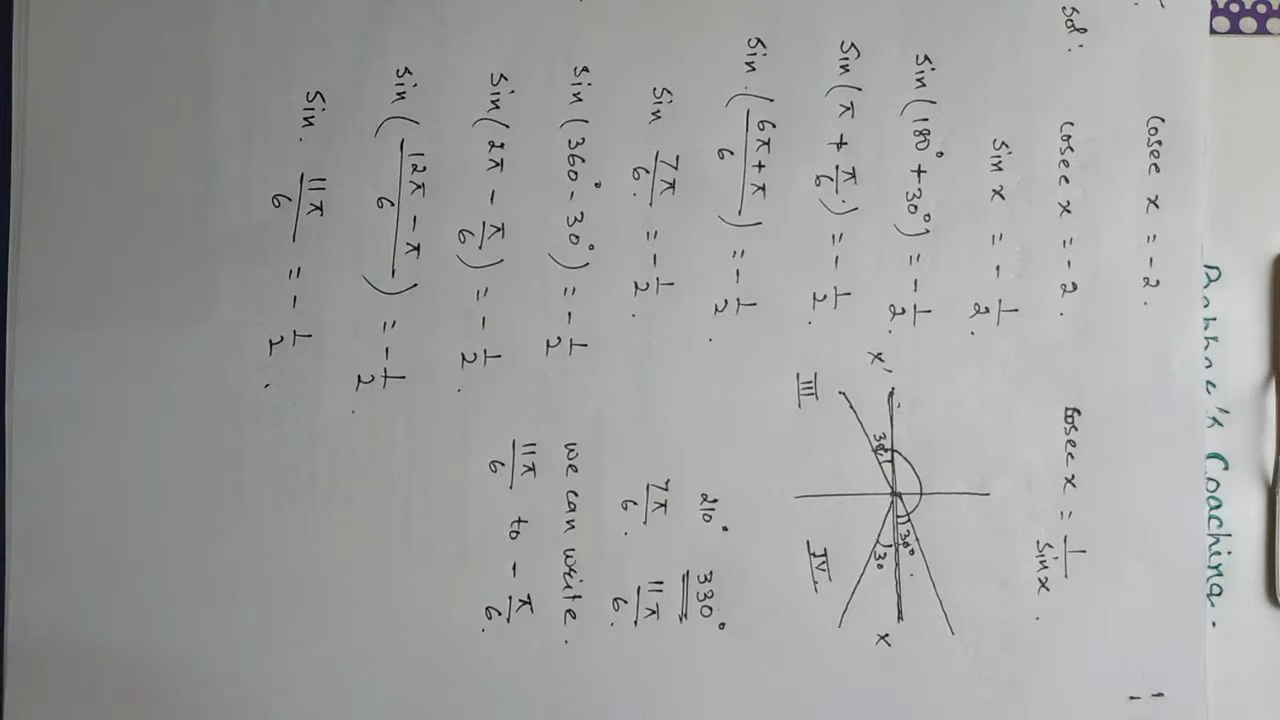 Coaching.
cosec x = -2.
Sol: cosec x = -2. cosec x = 1/sin x.
sin x = -1/2.
sin(180° + 30°) = -1/2.
sin(π + π/6.) = -1/2.
sin.(6π + π/6) = -1/2.
sin 7π/6. = -1/2.
sin(360° - 30°) = -1/2
sin(2π - π/6) = -1/2.
sin(12π - π/6) = -1/2.
sin. 11π/6 = -1/2.
x' 30° x
30
III IV
210° 330°
7π/6. 11π/6.
we can write.
11π/6 to -π/6.